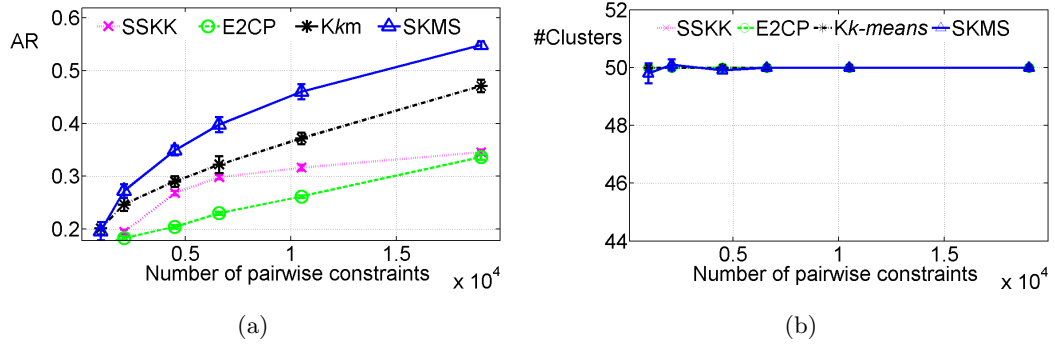 0.6
AR
SSKK E2CP Kkm SKMS
0.5
0.4
0.3
0.2
0.5 1 1.5
Number of pairwise constraints
x 10^4
(a)
52
#Clusters
SSKK E2CP Kk-means SKMS
50
48
46
44
0.5 1 1.5
Number of pairwise constraints
x 10^4
(b)